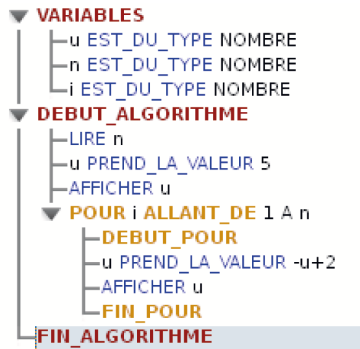 VARIABLES
u EST_DU_TYPE NOMBRE
n EST_DU_TYPE NOMBRE
i EST_DU_TYPE NOMBRE
DEBUT_ALGORITHME
LIRE n
u PREND_LA_VALEUR 5
AFFICHER u
POUR i ALLANT_DE 1 A n
DEBUT_POUR
u PREND_LA_VALEUR -u+2
AFFICHER u
FIN_POUR
FIN_ALGORITHME